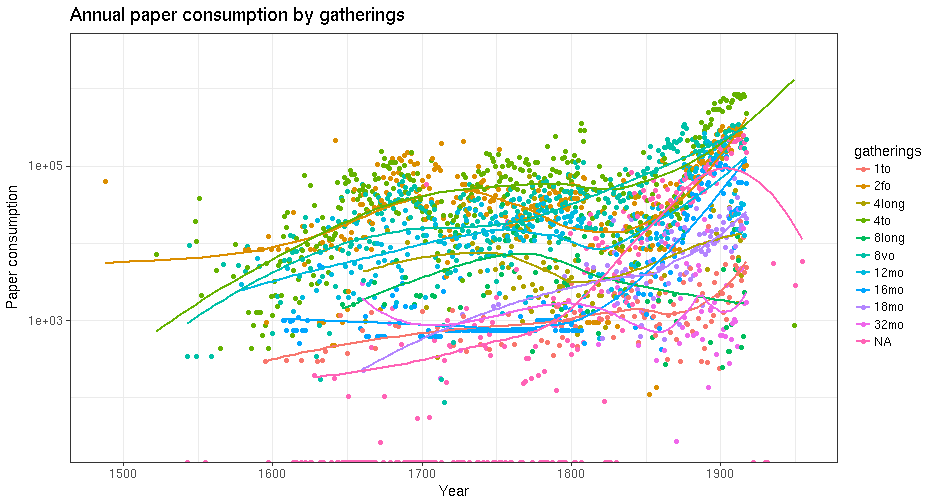 Annual paper consumption by gatherings
Paper consumption
1e+05
1e+03
1500
1600
1700
1800
1900
Year
gatherings
1to
2fo
4long
4to
8long
8vo
12mo
16mo
18mo
32mo
NA